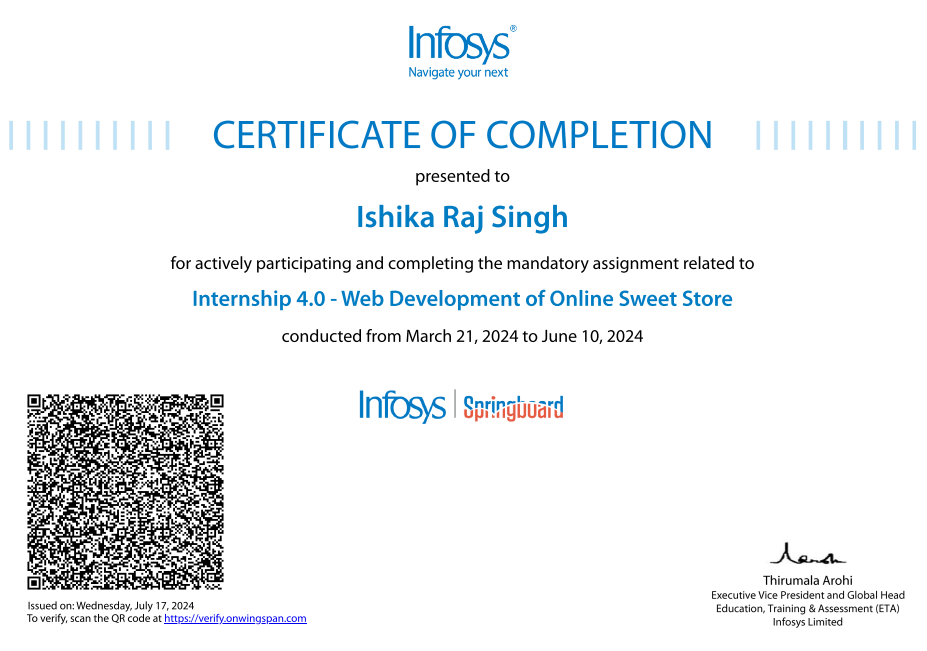 Infosys®
Navigate your next
CERTIFICATE OF COMPLETION
presented to
Ishika Raj Singh
for actively participating and completing the mandatory assignment related to
Internship 4.0 - Web Development of Online Sweet Store
conducted from March 21, 2024 to June 10, 2024
Infosys | Springboard
Issued on: Wednesday, July 17, 2024
To verify, scan the QR code at https://verify.onwingspan.com
Thirumala Arohi
Executive Vice President and Global Head
Education, Training & Assessment (ETA)
Infosys Limited